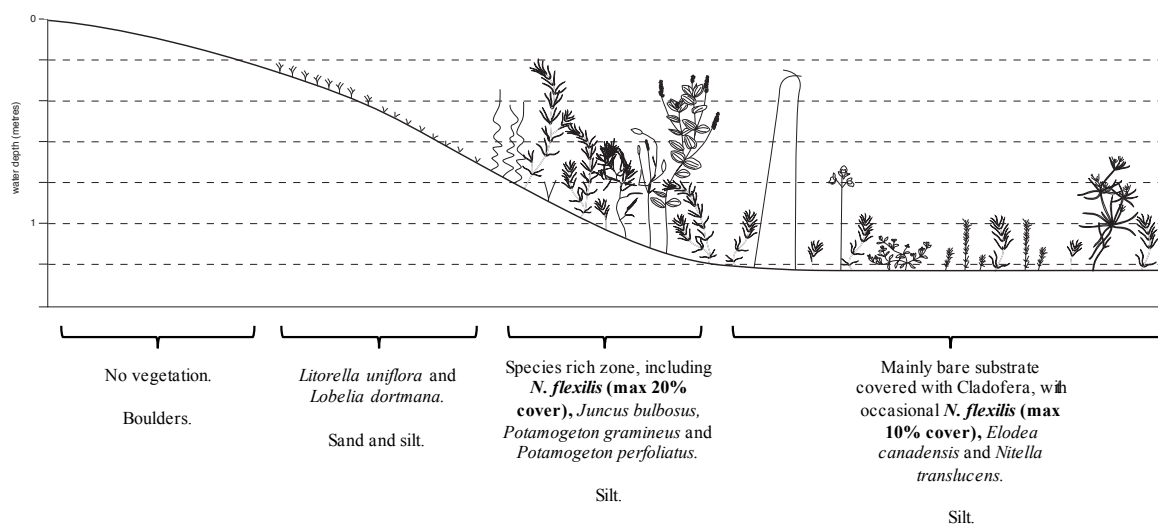 0
water depth (metres)
1
No vegetation.
Boulders.
Litorella uniflora and
Lobelia dortmana.
Sand and silt.
Species rich zone, including
N. flexilis (max 20%
cover), Juncus bulbosus,
Potamogeton gramineus and
Potamogeton perfoliatus.
Silt.
Mainly bare substrate
covered with Cladofera, with
occasional N. flexilis (max
10% cover), Elodea
canadensis and Nitella
translucens.
Silt.